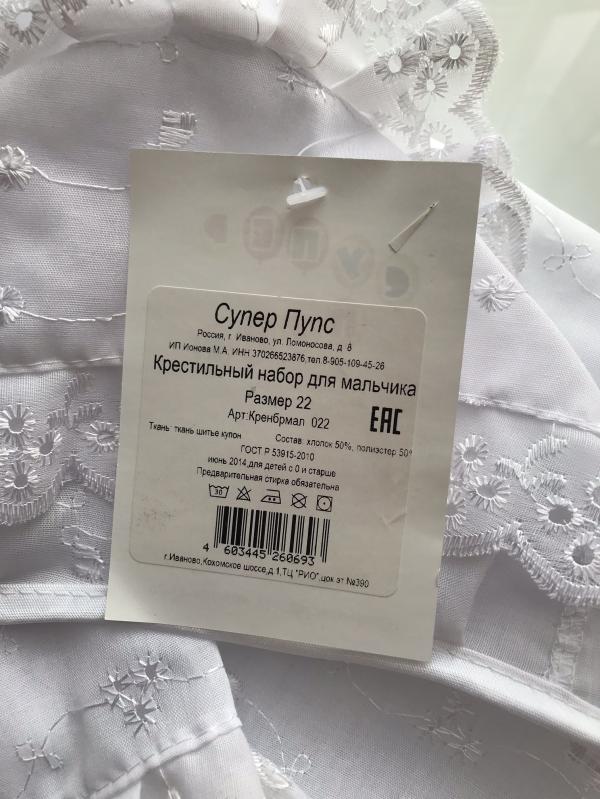 Супер Пупс
Россия, г. Иваново, ул. Ломоносова, д. 8
ИП Ионова М.А. ИНН 370266523876,тел.8-905-109-45-26
Крестильный набор для мальчика
Размер 22
Арт:Кренбрмал 022
ЕАС
Ткань: ткань шитье купон Состав: хлопок 50%, полиэстер 50%
ГОСТ Р 53915-2010
июнь 2014,для детей с 0 и старше
Предварительная стирка обязательна
30
4 603445 260693
г.Иваново,Кохомское шоссе,д.1,ТЦ "РИО",цок.эт №390